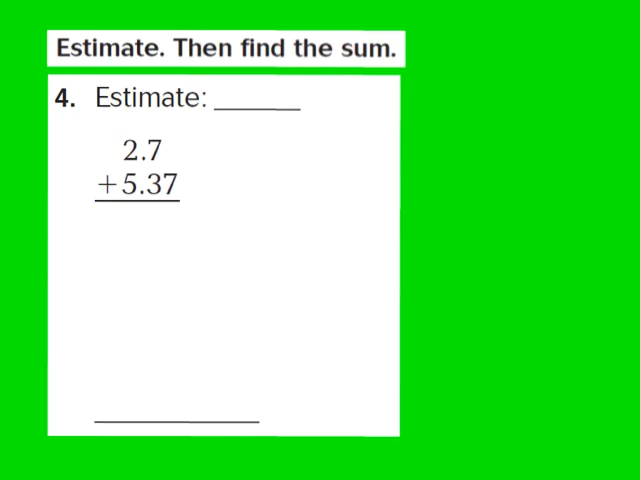 Estimate. Then find the sum.
4. Estimate: ______
2.7
+5.37